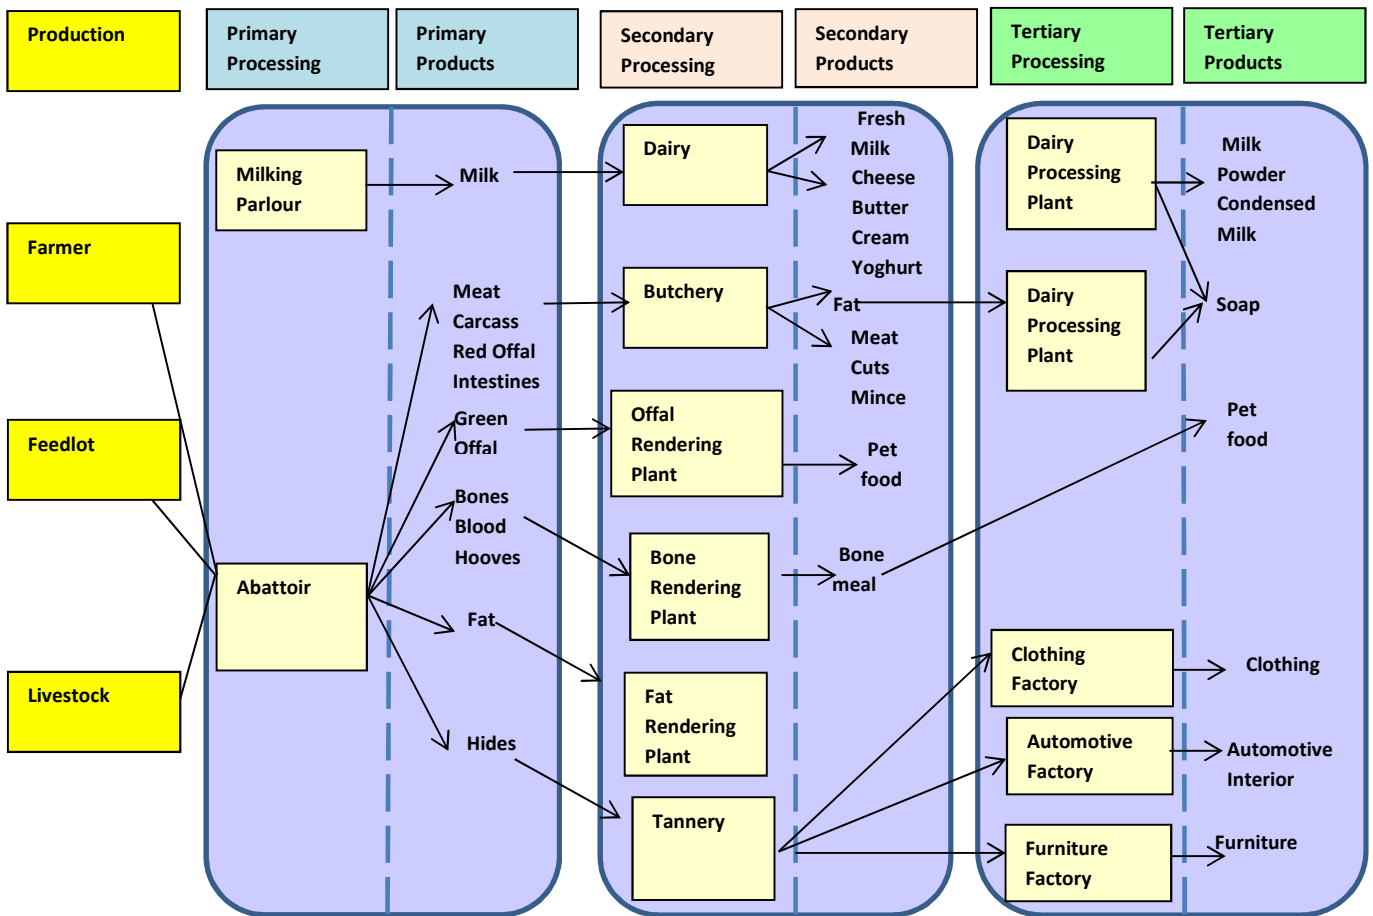 Production
Primary
Processing
Primary
Products
Secondary
Processing
Secondary
Products
Tertiary
Processing
Tertiary
Products
Farmer
Feedlot
Livestock
Milking
Parlour
Abattoir
Milk
Meat
Carcass
Red Offal
Intestines
Green
Offal
Bones
Blood
Hooves
Fat
Hides
Dairy
Butchery
Offal
Rendering
Plant
Bone
Rendering
Plant
Fat
Rendering
Plant
Tannery
Fresh
Milk
Cheese
Butter
Cream
Yoghurt
Fat
Meat
Cuts
Mince
Pet
food
Bone
meal
Dairy
Processing
Plant
Dairy
Processing
Plant
Clothing
Factory
Automotive
Factory
Furniture
Factory
Milk
Powder
Condensed
Milk
Soap
Pet
food
Clothing
Automotive
Interior
Furniture